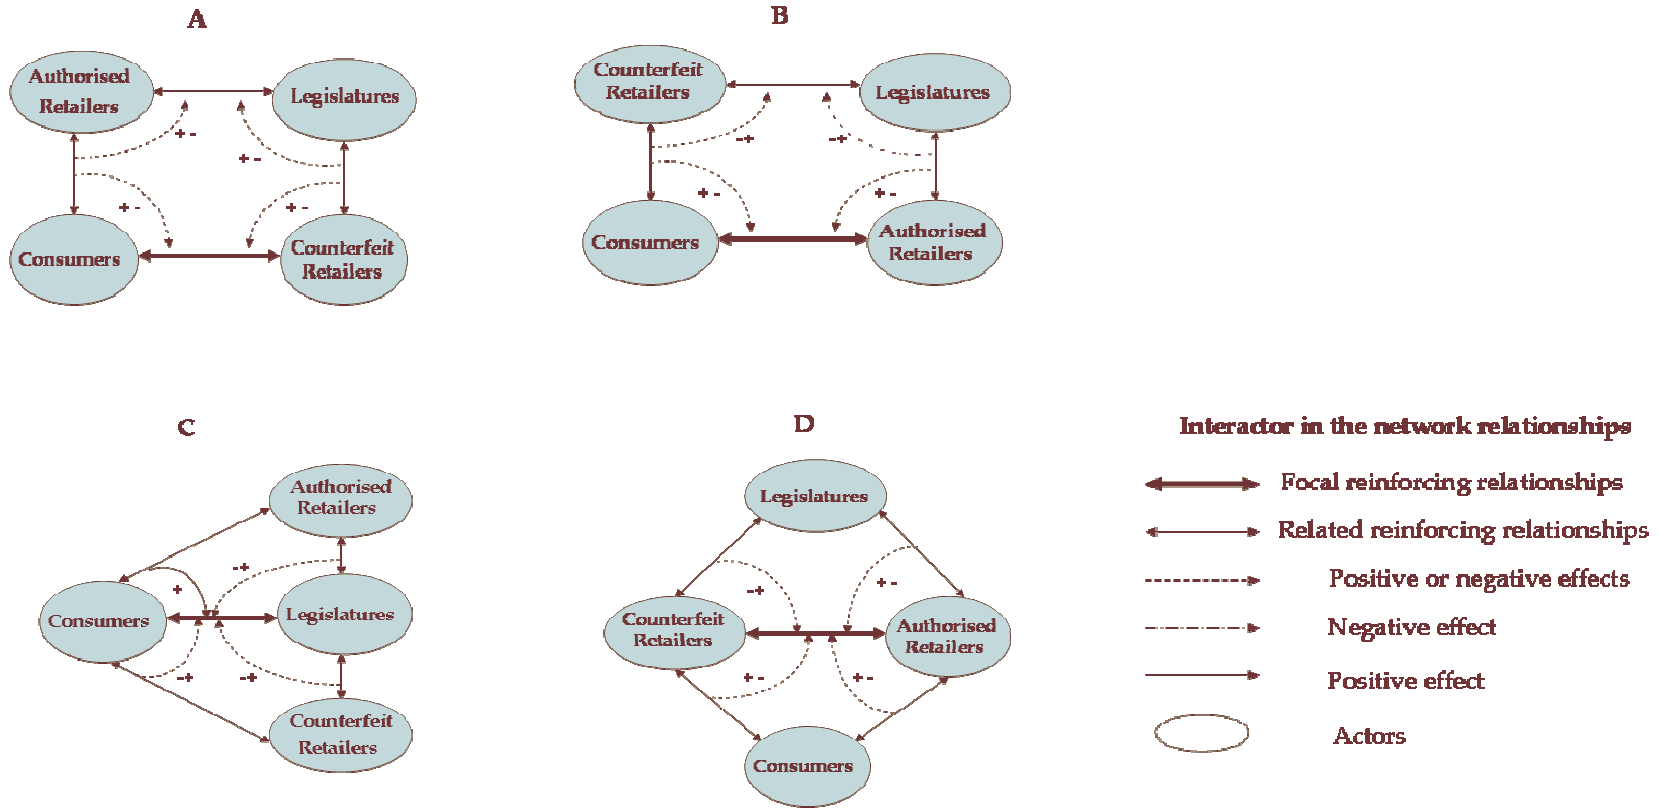 A
Authorised
Retailers
Legislatures
+ -
+ -
+ -
+ -
Consumers
Counterfeit
Retailers
B
Counterfeit
Retailers
Legislatures
-+
-+
+ -
+ -
Consumers
Authorised
Retailers
C
Authorised
Retailers
-+
+
Consumers
Legislatures
-+
-+
Counterfeit
Retailers
D
Legislatures
-+
+ -
Counterfeit
Retailers
Authorised
Retailers
+ -
+ -
Consumers
Interactor in the network relationships
Focal reinforcing relationships
Related reinforcing relationships
Positive or negative effects
Negative effect
Positive effect
Actors